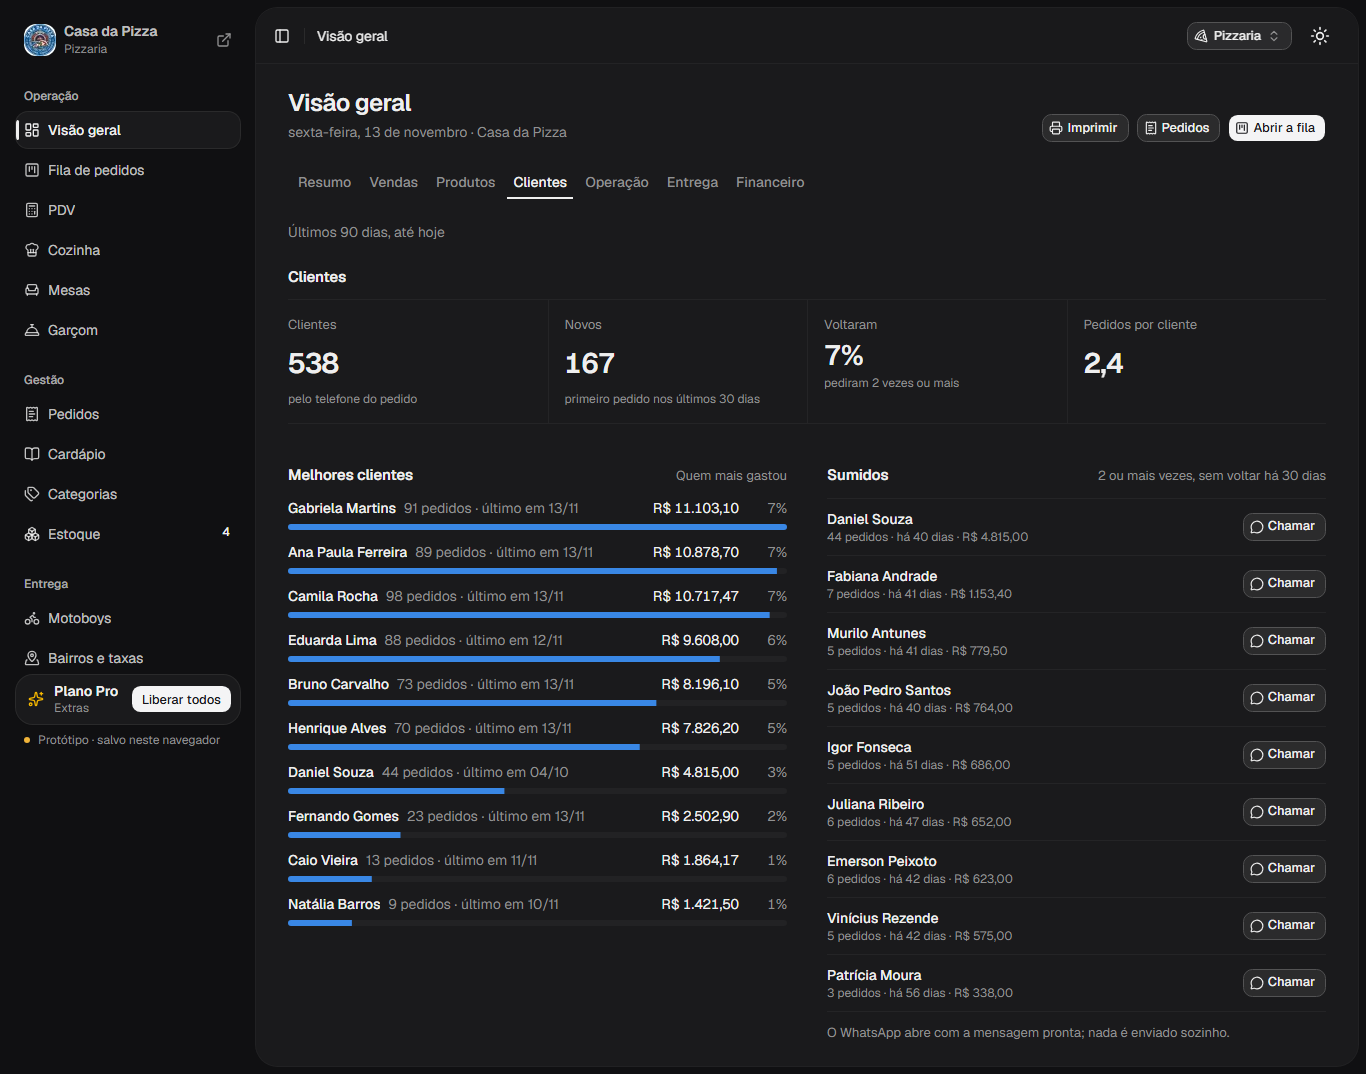 Casa da Pizza
Pizzaria
Operação
Visão geral
Fila de pedidos
PDV
Cozinha
Mesas
Garçom
Gestão
Pedidos
Cardápio
Categorias
Estoque 4
Entrega
Motoboys
Bairros e taxas
Plano Pro
Extras
Liberar todos
Protótipo · salvo neste navegador
Visão geral
Pizzaria
Visão geral
sexta-feira, 13 de novembro · Casa da Pizza
Imprimir Pedidos Abrir a fila
Resumo Vendas Produtos Clientes Operação Entrega Financeiro
Últimos 90 dias, até hoje
Clientes
Clientes
538
pelo telefone do pedido
Novos
167
primeiro pedido nos últimos 30 dias
Voltaram
7%
pediram 2 vezes ou mais
Pedidos por cliente
2,4
Melhores clientes Quem mais gastou
Gabriela Martins 91 pedidos · último em 13/11 R$ 11.103,10 7%
Ana Paula Ferreira 89 pedidos · último em 13/11 R$ 10.878,70 7%
Camila Rocha 98 pedidos · último em 13/11 R$ 10.717,47 7%
Eduarda Lima 88 pedidos · último em 12/11 R$ 9.608,00 6%
Bruno Carvalho 73 pedidos · último em 13/11 R$ 8.196,10 5%
Henrique Alves 70 pedidos · último em 13/11 R$ 7.826,20 5%
Daniel Souza 44 pedidos · último em 04/10 R$ 4.815,00 3%
Fernando Gomes 23 pedidos · último em 13/11 R$ 2.502,90 2%
Caio Vieira 13 pedidos · último em 11/11 R$ 1.864,17 1%
Natália Barros 9 pedidos · último em 10/11 R$ 1.421,50 1%
Sumidos 2 ou mais vezes, sem voltar há 30 dias
Daniel Souza
44 pedidos · há 40 dias · R$ 4.815,00
Chamar
Fabiana Andrade
7 pedidos · há 41 dias · R$ 1.153,40
Chamar
Murilo Antunes
5 pedidos · há 41 dias · R$ 779,50
Chamar
João Pedro Santos
5 pedidos · há 40 dias · R$ 764,00
Chamar
Igor Fonseca
5 pedidos · há 51 dias · R$ 686,00
Chamar
Juliana Ribeiro
6 pedidos · há 47 dias · R$ 652,00
Chamar
Emerson Peixoto
6 pedidos · há 42 dias · R$ 623,00
Chamar
Vinícius Rezende
5 pedidos · há 42 dias · R$ 575,00
Chamar
Patrícia Moura
3 pedidos · há 56 dias · R$ 338,00
Chamar
O WhatsApp abre com a mensagem pronta; nada é enviado sozinho.